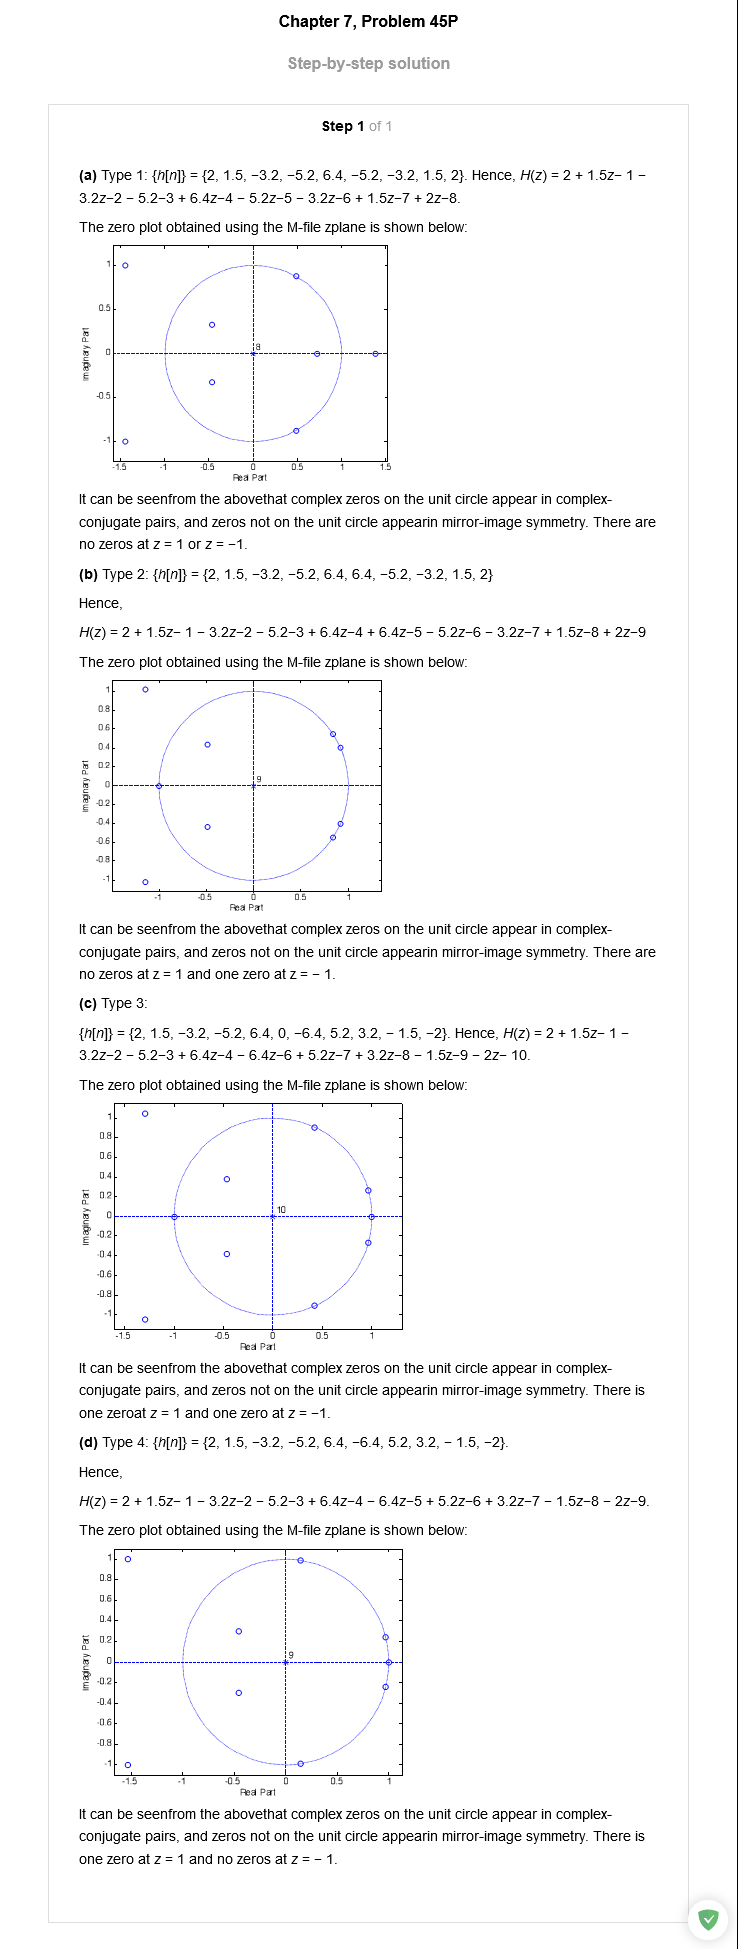 Chapter 7, Problem 45P
Step-by-step solution
Step 1 of 1
(a) Type 1: {h[n]} = {2, 1.5, −3.2, −5.2, 6.4, −5.2, −3.2, 1.5, 2}. Hence, H(z) = 2 + 1.5z− 1 −
3.2z−2 − 5.2−3 + 6.4z−4 − 5.2z−5 − 3.2z−6 + 1.5z−7 + 2z−8.
The zero plot obtained using the M-file zplane is shown below:
1
0.5
0
-0.5
-1
Imaginary Part
8
-1.5 -1 -0.5 0 0.5 1 1.5
Real Part
It can be seenfrom the abovethat complex zeros on the unit circle appear in complex-
conjugate pairs, and zeros not on the unit circle appearin mirror-image symmetry. There are
no zeros at z = 1 or z = −1.
(b) Type 2: {h[n]} = {2, 1.5, −3.2, −5.2, 6.4, 6.4, −5.2, −3.2, 1.5, 2}
Hence,
H(z) = 2 + 1.5z− 1 − 3.2z−2 − 5.2−3 + 6.4z−4 + 6.4z−5 − 5.2z−6 − 3.2z−7 + 1.5z−8 + 2z−9
The zero plot obtained using the M-file zplane is shown below:
1
0.8
0.6
0.4
0.2
0
-0.2
-0.4
-0.6
-0.8
-1
Imaginary Part
9
-1 -0.5 0 0.5 1
Real Part
It can be seenfrom the abovethat complex zeros on the unit circle appear in complex-
conjugate pairs, and zeros not on the unit circle appearin mirror-image symmetry. There are
no zeros at z = 1 and one zero at z = − 1.
(c) Type 3:
{h[n]} = {2, 1.5, −3.2, −5.2, 6.4, 0, −6.4, 5.2, 3.2, − 1.5, −2}. Hence, H(z) = 2 + 1.5z− 1 −
3.2z−2 − 5.2−3 + 6.4z−4 − 6.4z−6 + 5.2z−7 + 3.2z−8 − 1.5z−9 − 2z− 10.
The zero plot obtained using the M-file zplane is shown below:
1
0.8
0.6
0.4
0.2
0
-0.2
-0.4
-0.6
-0.8
-1
Imaginary Part
10
-1.5 -1 -0.5 0 0.5 1
Real Part
It can be seenfrom the abovethat complex zeros on the unit circle appear in complex-
conjugate pairs, and zeros not on the unit circle appearin mirror-image symmetry. There is
one zeroat z = 1 and one zero at z = −1.
(d) Type 4: {h[n]} = {2, 1.5, −3.2, −5.2, 6.4, −6.4, 5.2, 3.2, − 1.5, −2}.
Hence,
H(z) = 2 + 1.5z− 1 − 3.2z−2 − 5.2−3 + 6.4z−4 − 6.4z−5 + 5.2z−6 + 3.2z−7 − 1.5z−8 − 2z−9.
The zero plot obtained using the M-file zplane is shown below:
1
0.8
0.6
0.4
0.2
0
-0.2
-0.4
-0.6
-0.8
-1
Imaginary Part
9
-1.5 -1 -0.5 0 0.5 1
Real Part
It can be seenfrom the abovethat complex zeros on the unit circle appear in complex-
conjugate pairs, and zeros not on the unit circle appearin mirror-image symmetry. There is
one zero at z = 1 and no zeros at z = − 1.